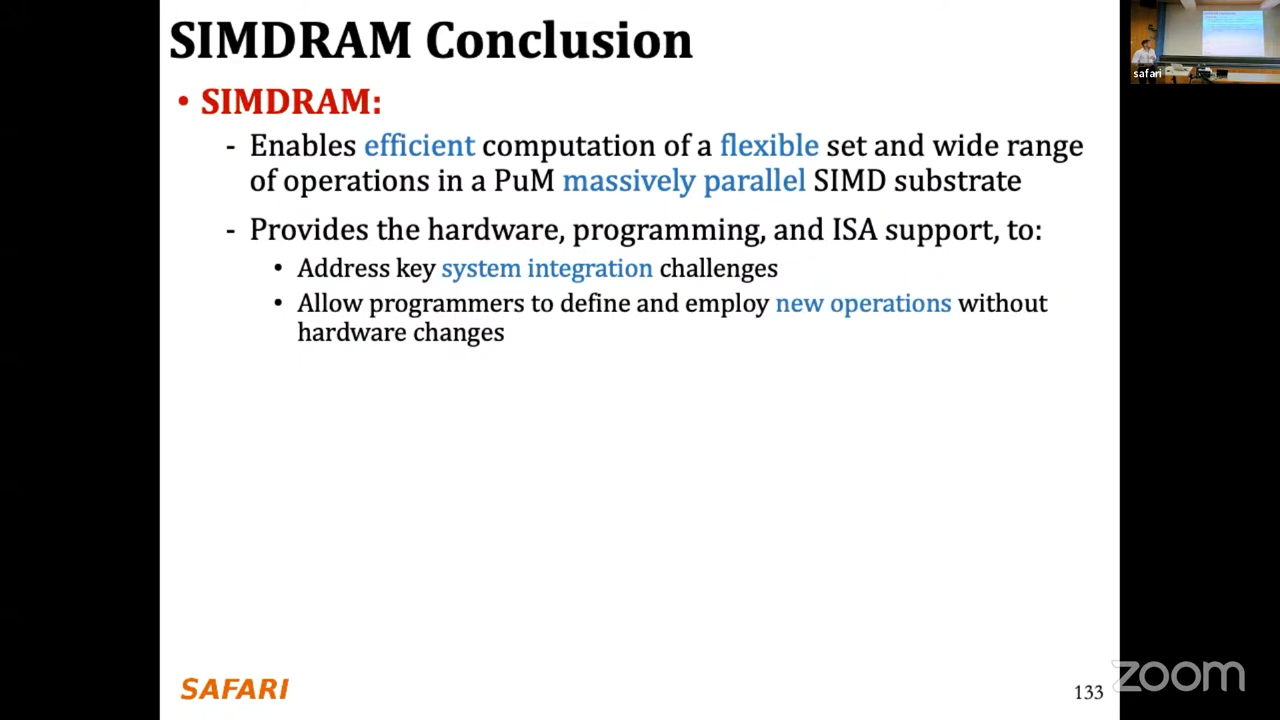 SIMDRAM Conclusion
• SIMDRAM:
- Enables efficient computation of a flexible set and wide range
of operations in a PuM massively parallel SIMD substrate
- Provides the hardware, programming, and ISA support, to:
• Address key system integration challenges
• Allow programmers to define and employ new operations without
hardware changes
SAFARI
133
zoom
safari